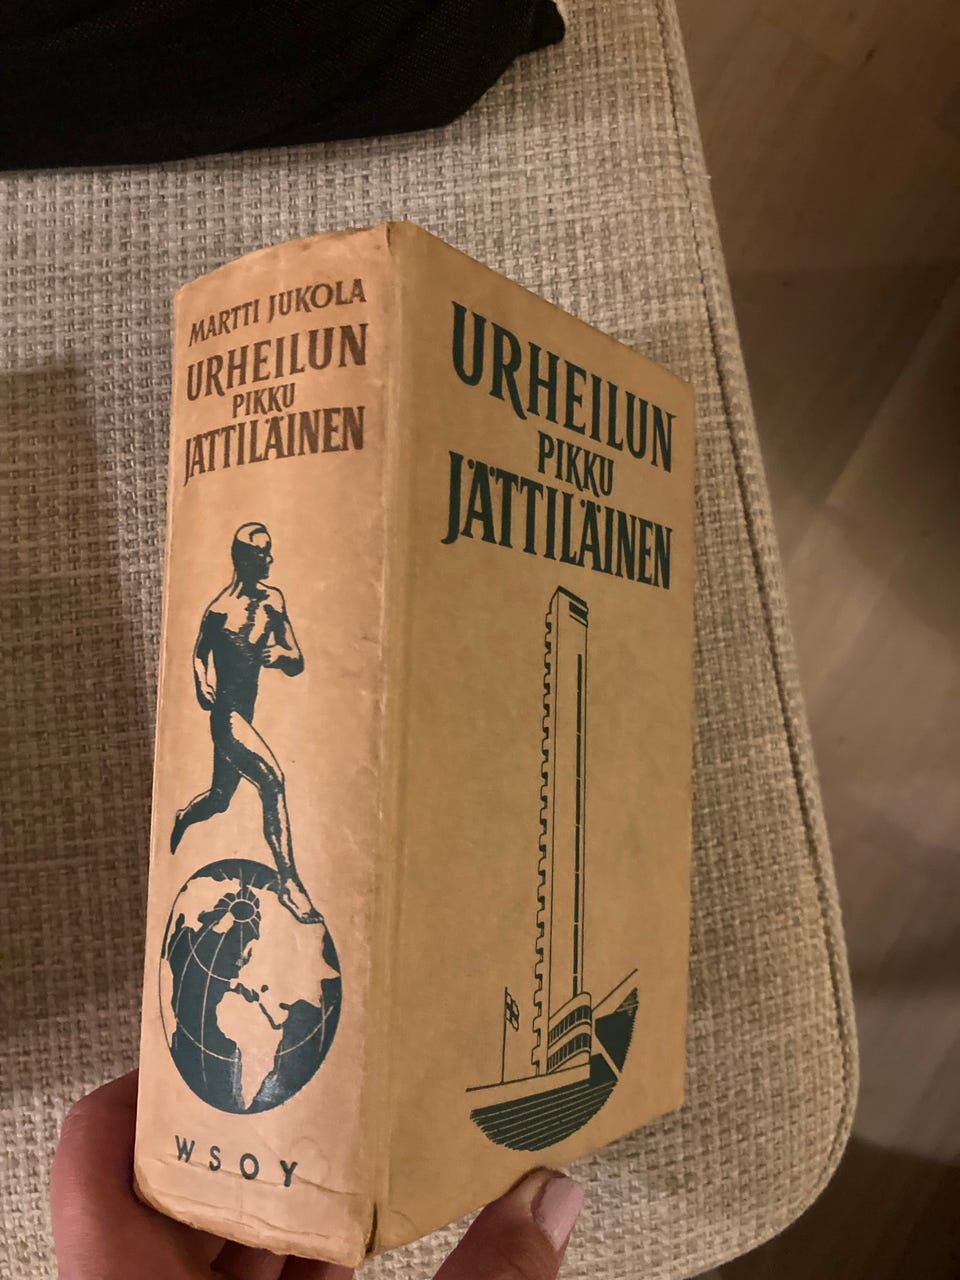 MARTTI JUKOLA
URHEILUN
PIKKU
JÄTTILÄINEN
WSOY
URHEILUN
PIKKU
JÄTTILÄINEN